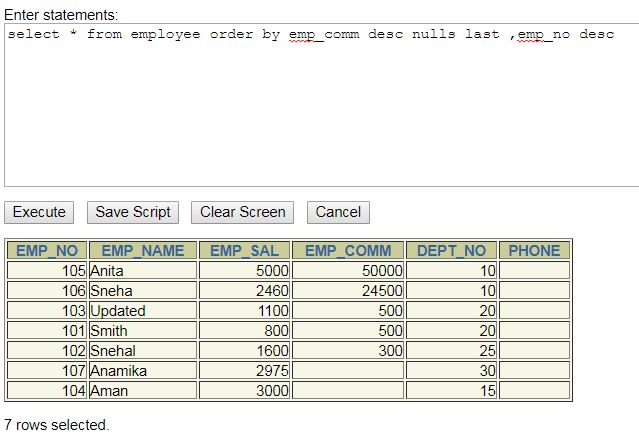 Enter statements:
select * from employee order by emp_comm desc nulls last ,emp_no desc
Execute Save Script Clear Screen Cancel
EMP_NO EMP_NAME EMP_SAL EMP_COMM DEPT_NO PHONE
105 Anita 5000 50000 10
106 Sneha 2460 24500 10
103 Updated 1100 500 20
101 Smith 800 500 20
102 Snehal 1600 300 25
107 Anamika 2975 30
104 Aman 3000 15
7 rows selected.